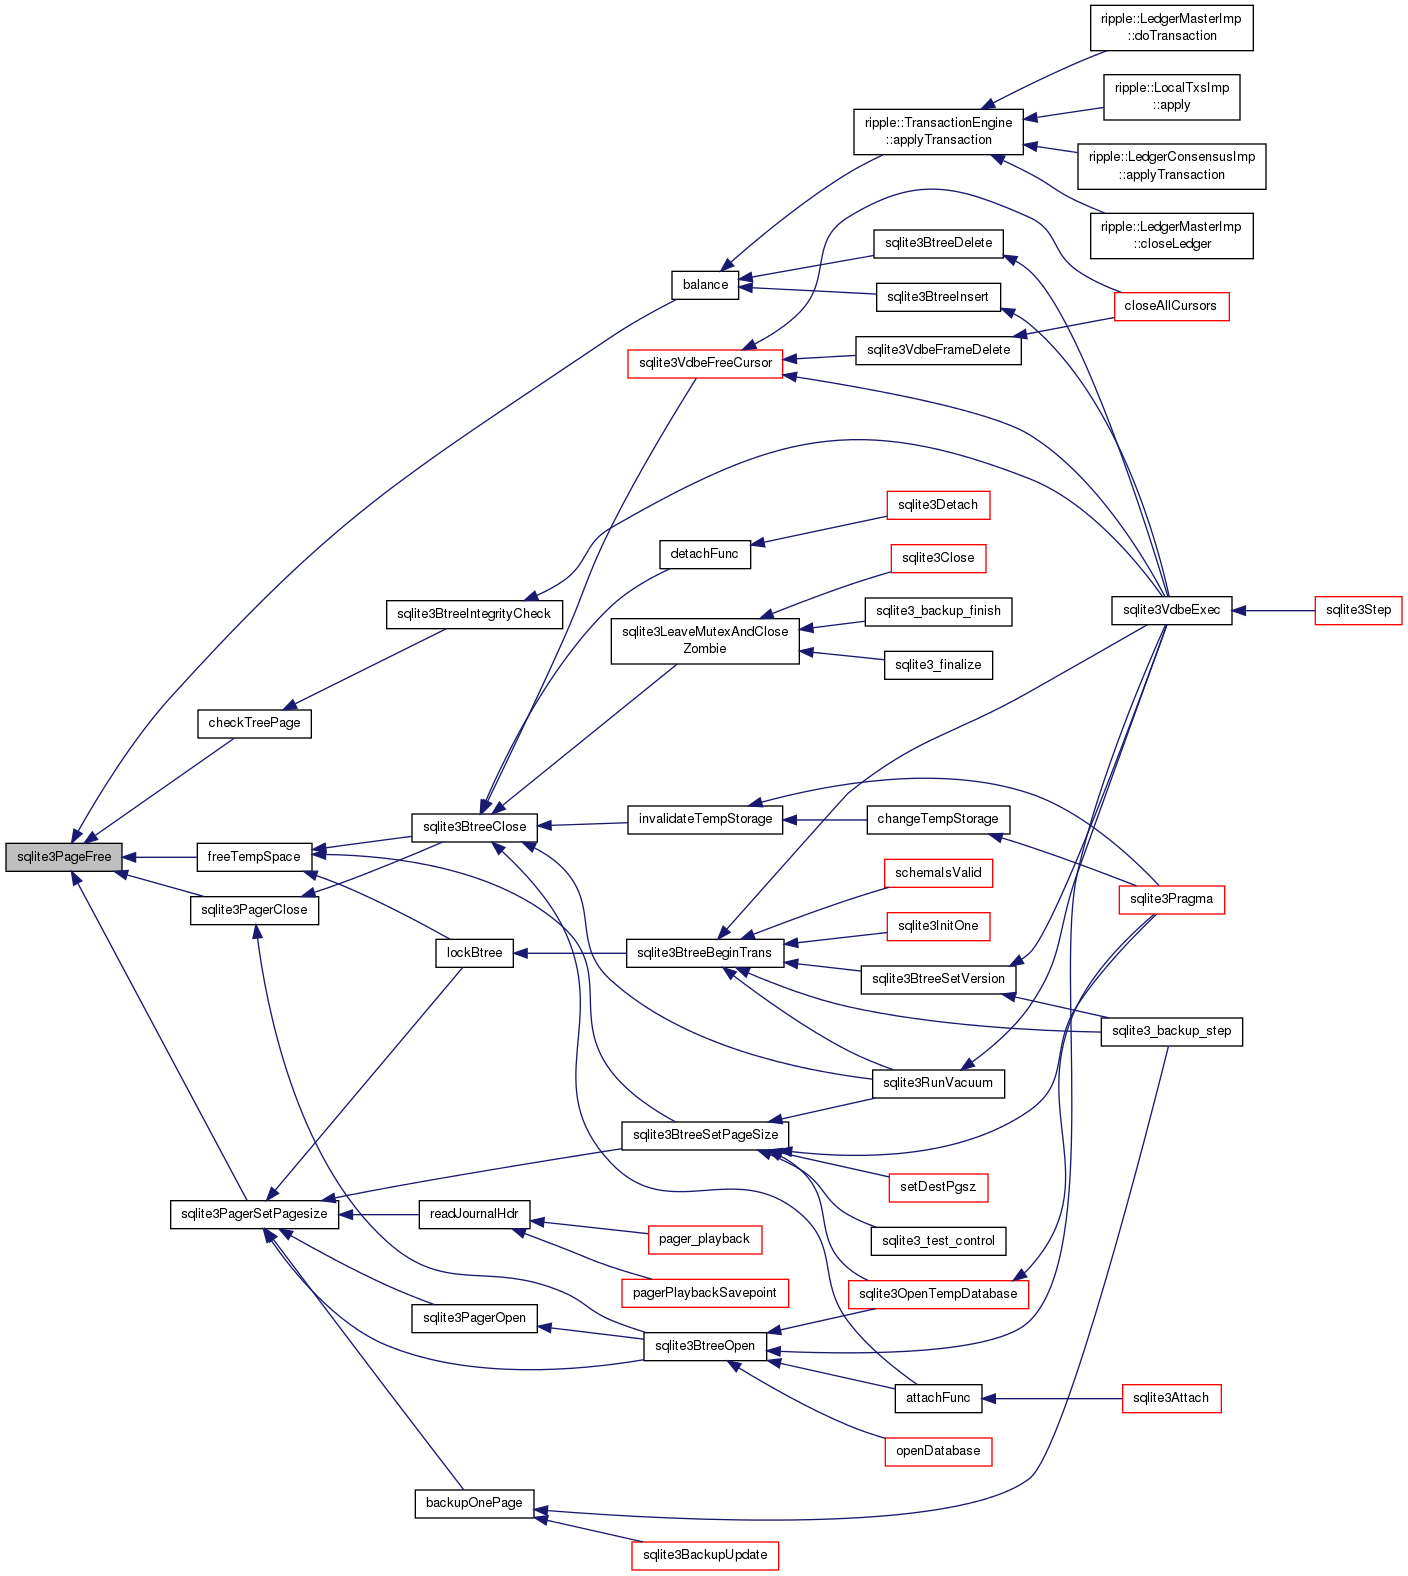 ripple::LedgerMasterImp
::doTransaction
ripple::LocalTxsImp
::apply
ripple::TransactionEngine
::applyTransaction
ripple::LedgerConsensusImp
::applyTransaction
ripple::LedgerMasterImp
::closeLedger
sqlite3BtreeDelete
balance
sqlite3BtreeInsert
closeAllCursors
sqlite3VdbeFrameDelete
sqlite3VdbeFreeCursor
sqlite3Detach
detachFunc
sqlite3Close
sqlite3BtreeIntegrityCheck
sqlite3_backup_finish
sqlite3VdbeExec
sqlite3Step
sqlite3LeaveMutexAndClose
Zombie
sqlite3_finalize
checkTreePage
sqlite3BtreeClose
invalidateTempStorage
changeTempStorage
sqlite3PageFree
freeTempSpace
schemaIsValid
sqlite3Pragma
sqlite3PagerClose
sqlite3InitOne
lockBtree
sqlite3BtreeBeginTrans
sqlite3BtreeSetVersion
sqlite3_backup_step
sqlite3RunVacuum
sqlite3BtreeSetPageSize
setDestPgsz
sqlite3PagerSetPagesize
readJournalHdr
pager_playback
sqlite3_test_control
pagerPlaybackSavepoint
sqlite3OpenTempDatabase
sqlite3PagerOpen
sqlite3BtreeOpen
attachFunc
sqlite3Attach
openDatabase
backupOnePage
sqlite3BackupUpdate